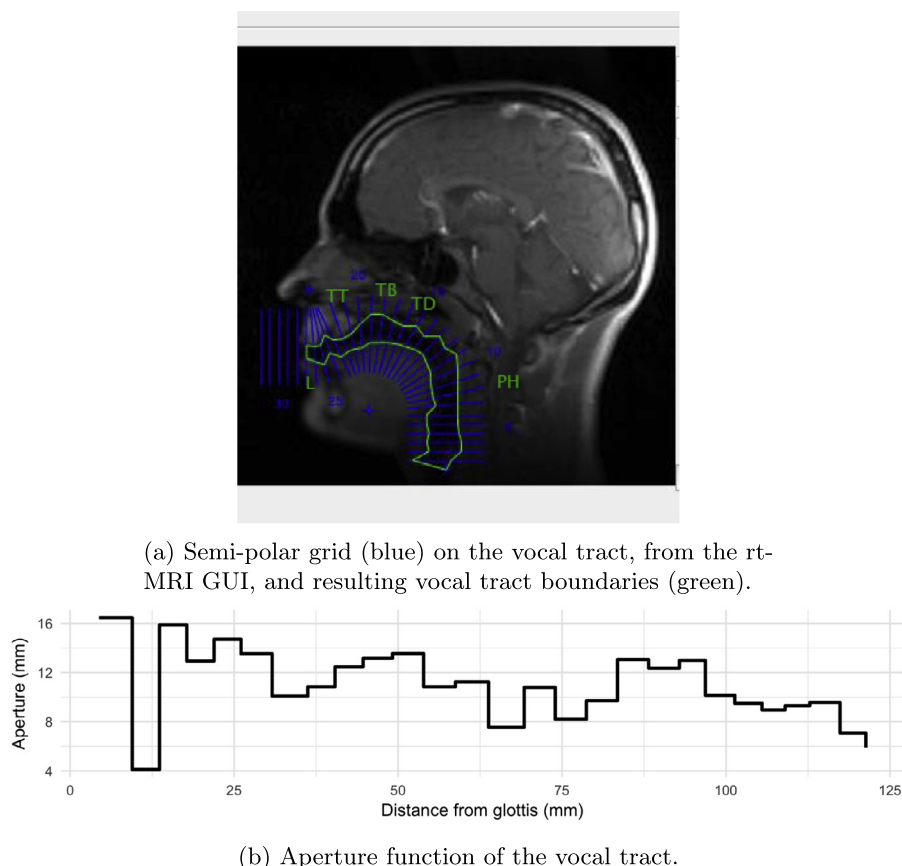 20
TT
TB
TD
10
PH
L
25
(a) Semi-polar grid (blue) on the vocal tract, from the rt-
MRI GUI, and resulting vocal tract boundaries (green).
16
12
8
4
Aperture (mm)
0
25
50
75
100
125
Distance from glottis (mm)
(b) Aperture function of the vocal tract.